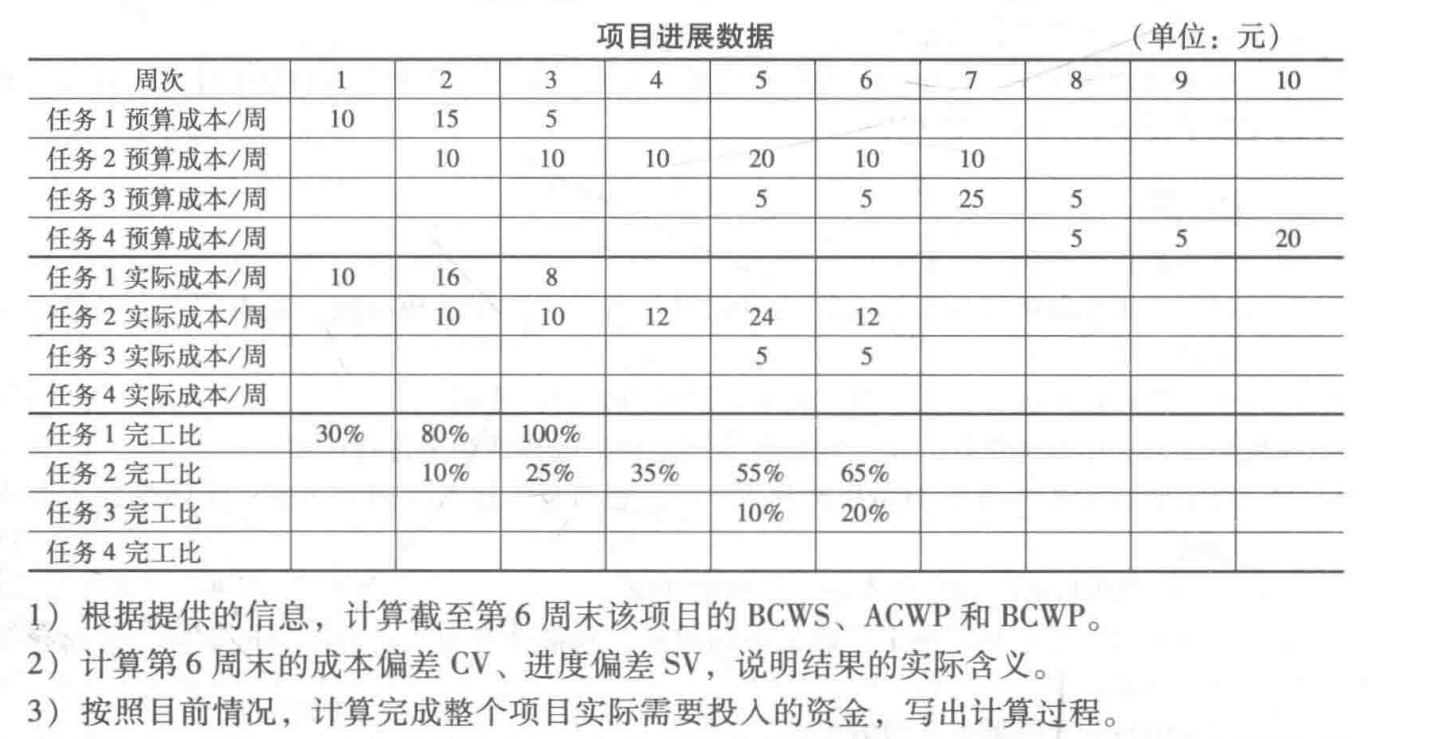 项目进展数据 (单位：元)
周次 1 2 3 4 5 6 7 8 9 10
任务1预算成本/周 10 15 5
任务2预算成本/周 10 10 10 20 10 10
任务3预算成本/周 5 5 25 5
任务4预算成本/周 5 5 20
任务1实际成本/周 10 16 8
任务2实际成本/周 10 10 12 24 12
任务3实际成本/周 5 5
任务4实际成本/周
任务1完工比 30% 80% 100%
任务2完工比 10% 25% 35% 55% 65%
任务3完工比 10% 20%
任务4完工比
1）根据提供的信息，计算截至第6周末该项目的 BCWS、ACWP 和 BCWP。
2）计算第6周末的成本偏差 CV、进度偏差 SV，说明结果的实际含义。
3）按照目前情况，计算完成整个项目实际需要投入的资金，写出计算过程。